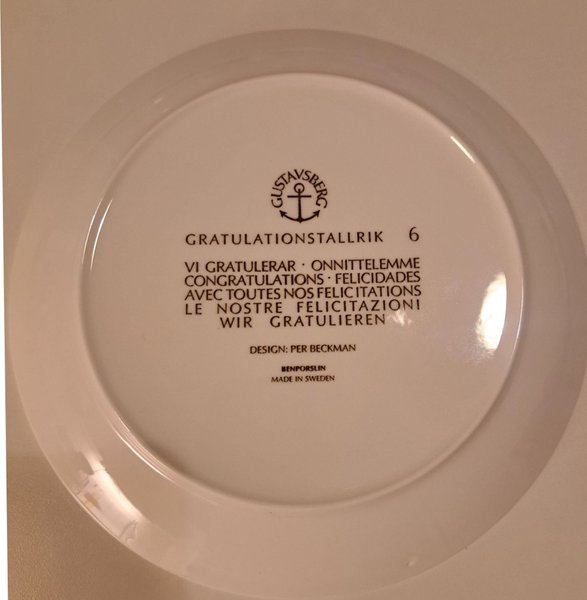 GUSTAVSBERG
GRATULATIONSTALLRIK 6
VI GRATULERAR · ONNITTELEMME
CONGRATULATIONS · FELICIDADES
AVEC TOUTES NOS FELICITATIONS
LE NOSTRE FELICITAZIONI
WIR GRATULIEREN
DESIGN: PER BECKMAN
BENPORSLIN
MADE IN SWEDEN